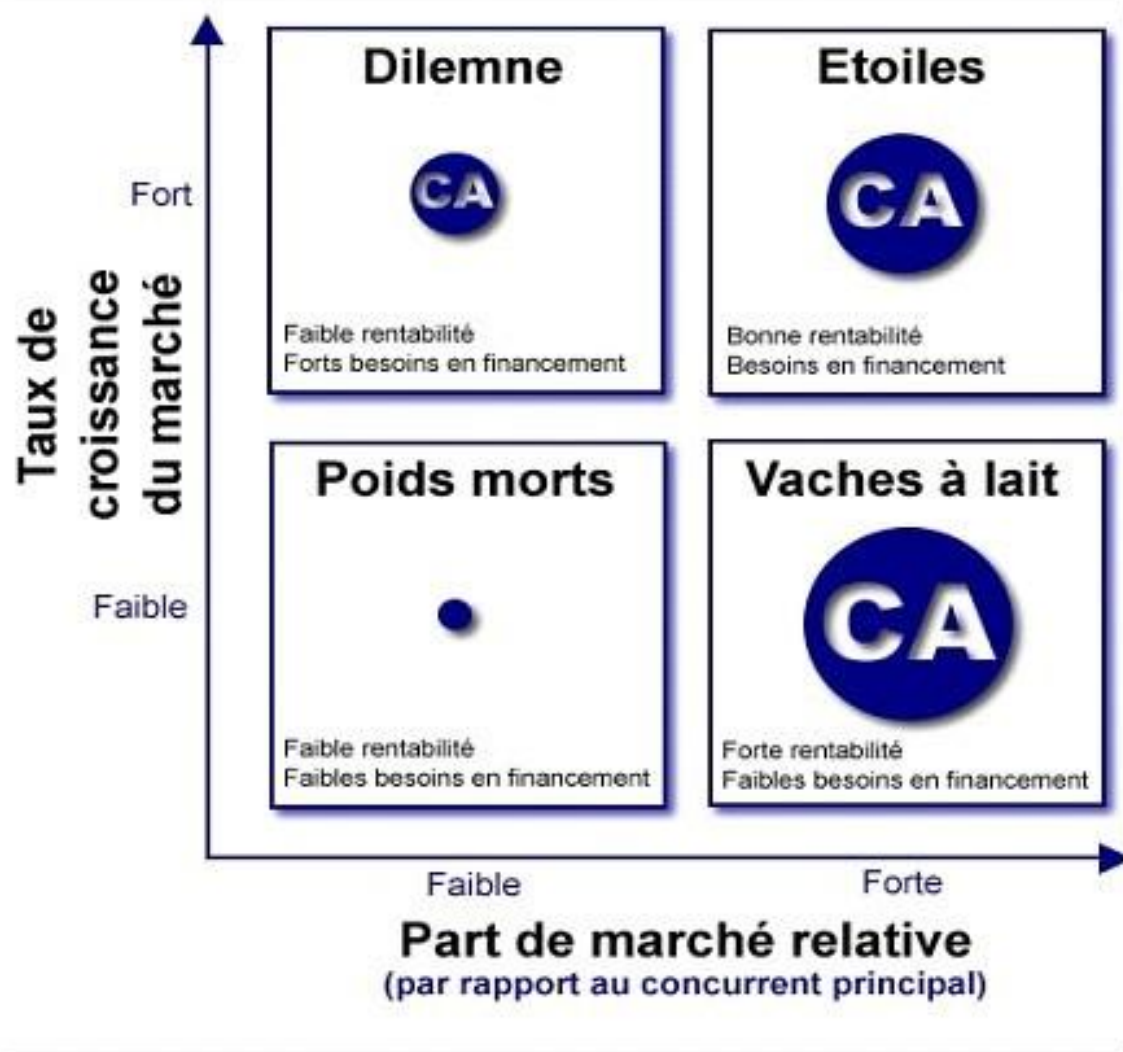 Dilemne
CA
Faible rentabilité
Forts besoins en financement
Etoiles
CA
Bonne rentabilité
Besoins en financement
Fort
Taux de
croissance
du marché
Faible
Poids morts
Faible rentabilité
Faibles besoins en financement
Vaches à lait
CA
Forte rentabilité
Faibles besoins en financement
Faible
Forte
Part de marché relative
(par rapport au concurrent principal)